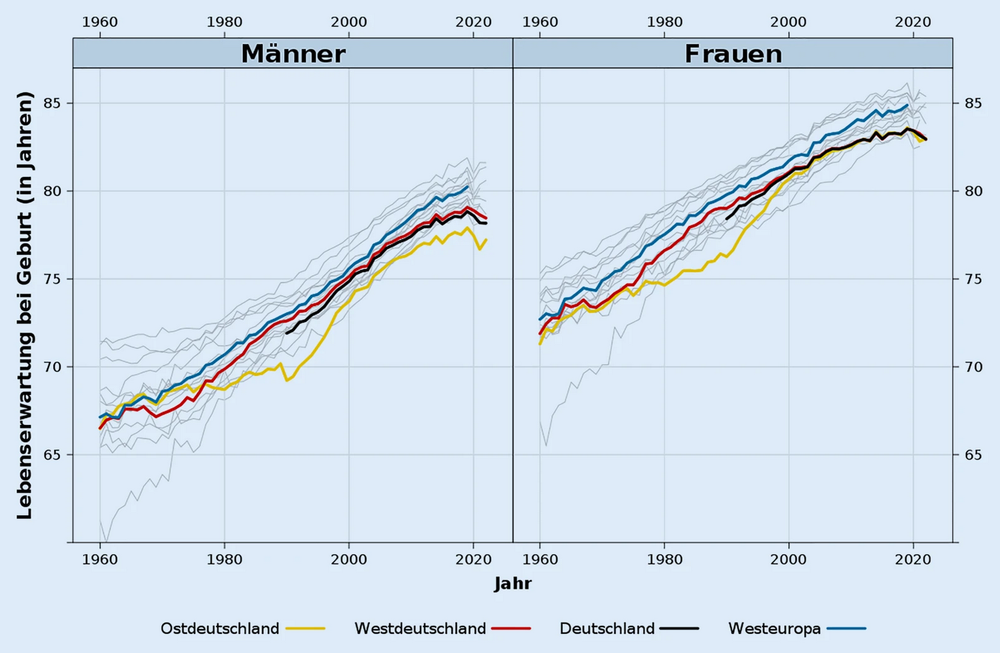 1960 1980 2000 2020 1960 1980 2000 2020
Männer Frauen
Lebenserwartung bei Geburt (in Jahren)
85 85
80 80
75 75
70 70
65 65
1960 1980 2000 2020 1960 1980 2000 2020
Jahr
Ostdeutschland Westdeutschland Deutschland Westeuropa